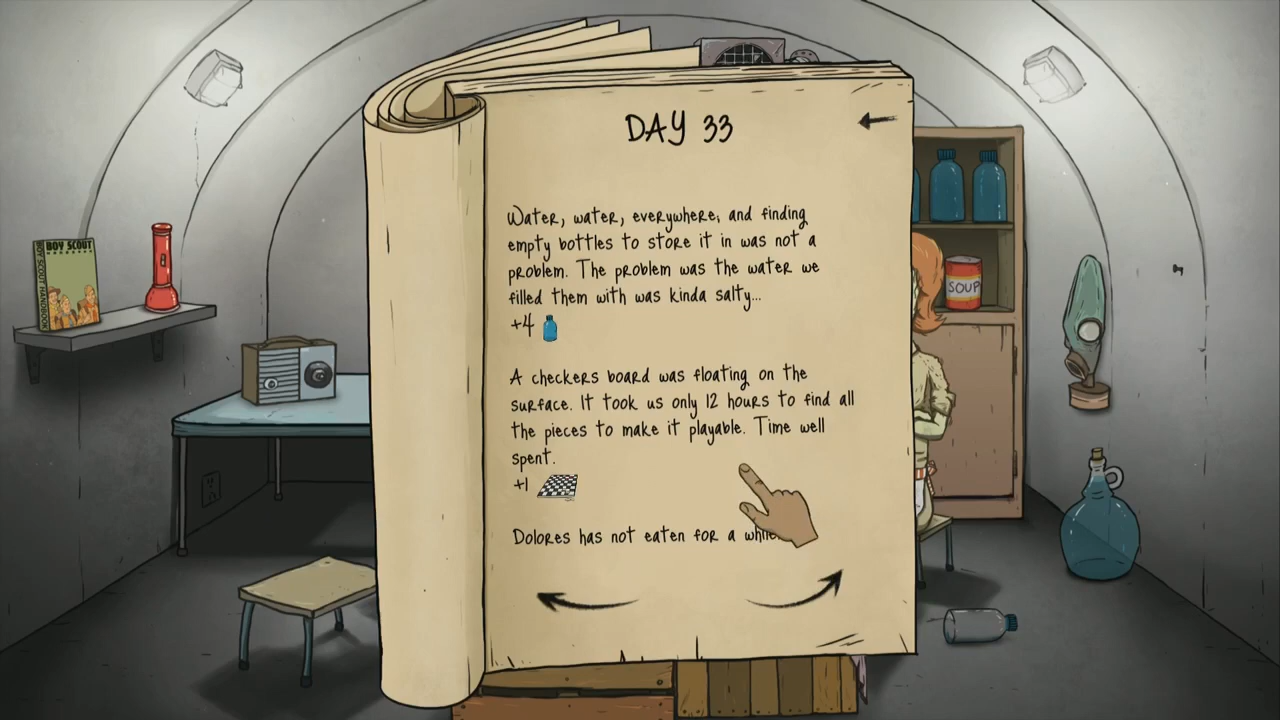 DAY 33
Water, water, everywhere, and finding
empty bottles to store it in was not a
problem. The problem was the water we
filled them with was kinda salty...
+4
A checkers board was floating on the
surface. It took us only 12 hours to find all
the pieces to make it playable. Time well
spent.
+1
Dolores has not eaten for a while
BOY SCOUT
BOY SCOUT HANDBOOK
SOUP